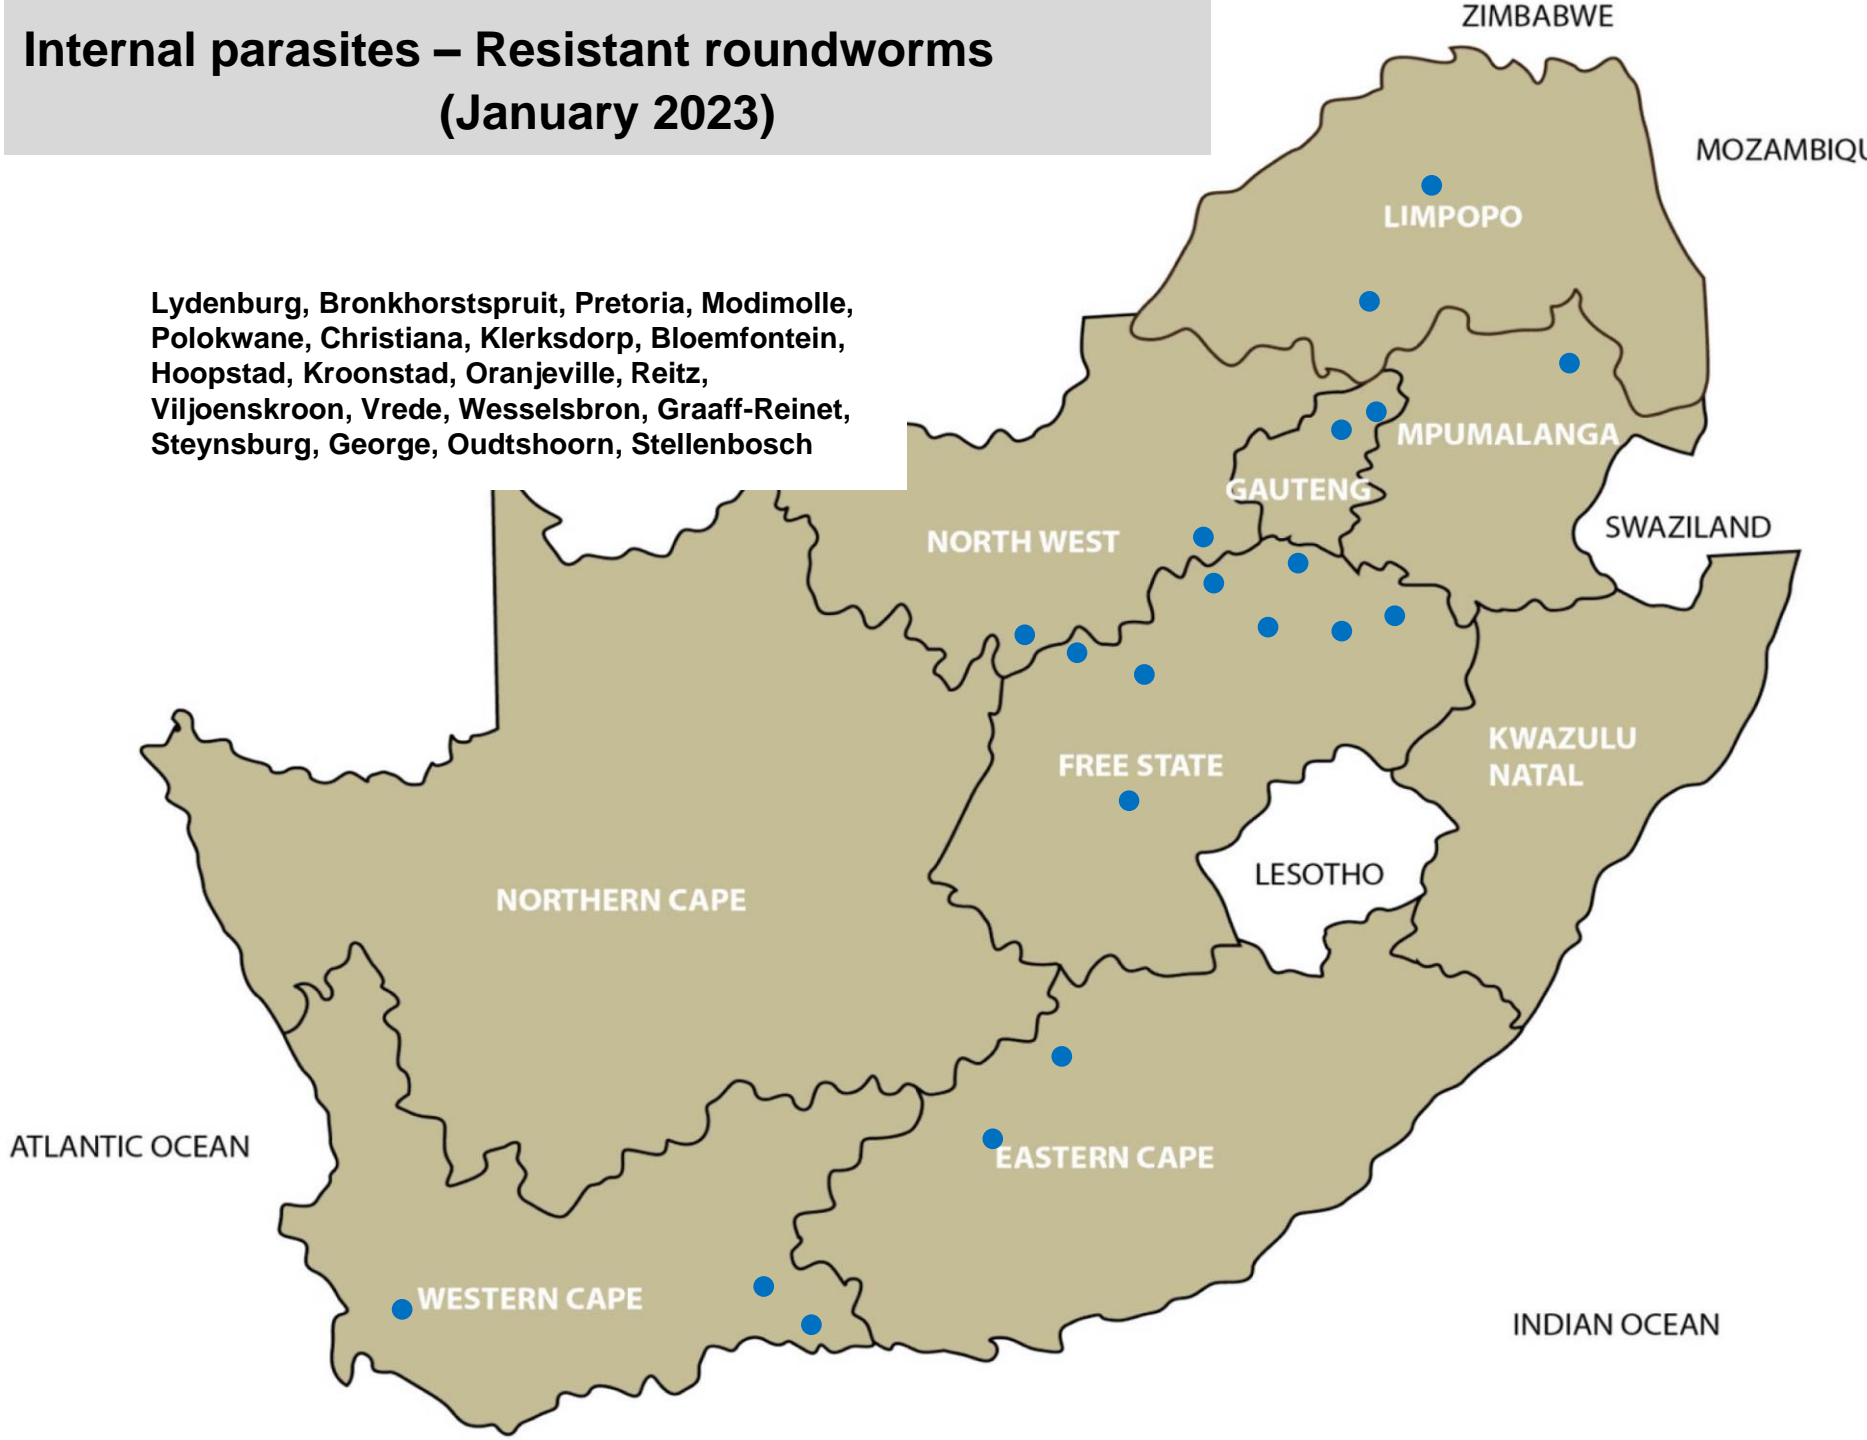 Internal parasites – Resistant roundworms
(January 2023)
ZIMBABWE
MOZAMBIQU
LIMPOPO
Lydenburg, Bronkhorstspruit, Pretoria, Modimolle,
Polokwane, Christiana, Klerksdorp, Bloemfontein,
Hoopstad, Kroonstad, Oranjeville, Reitz,
Viljoenskroon, Vrede, Wesselsbron, Graaff-Reinet,
Steynsburg, George, Oudtshoorn, Stellenbosch
MPUMALANGA
GAUTENG
NORTH WEST
SWAZILAND
FREE STATE
KWAZULU
NATAL
LESOTHO
NORTHERN CAPE
ATLANTIC OCEAN
EASTERN CAPE
WESTERN CAPE
INDIAN OCEAN